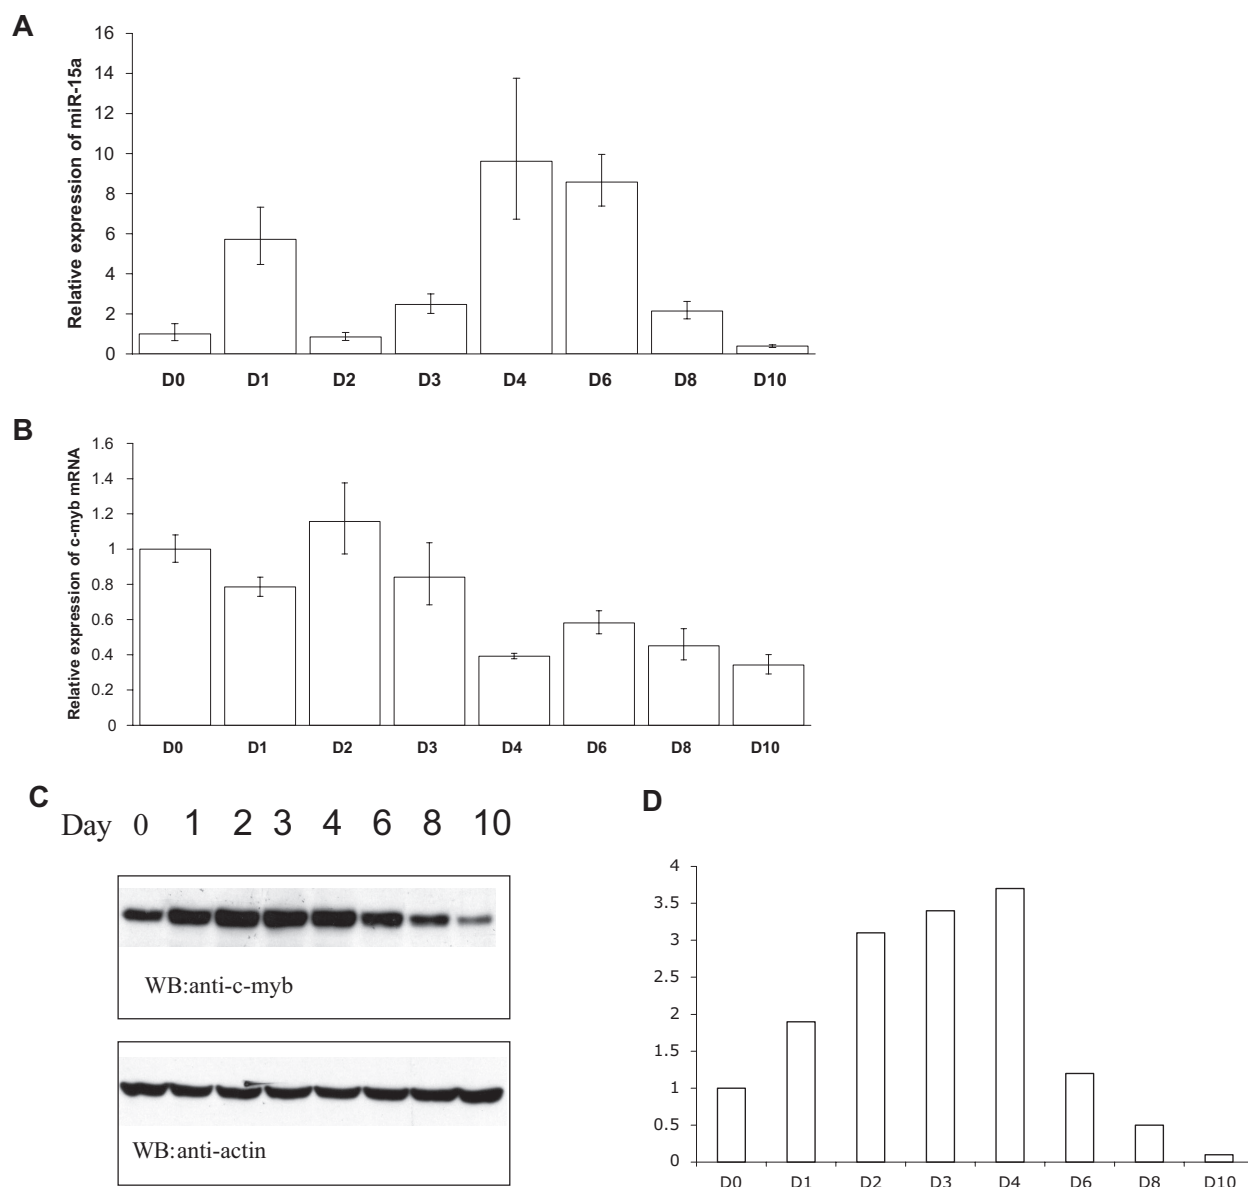 A
Relative expression of miR-15a
16
14
12
10
8
6
4
2
0
D0 D1 D2 D3 D4 D6 D8 D10
B
Relative expression of c-myb mRNA
1.6
1.4
1.2
1
0.8
0.6
0.4
0.2
0
D0 D1 D2 D3 D4 D6 D8 D10
C
Day 0 1 2 3 4 6 8 10
WB:anti-c-myb
WB:anti-actin
D
4
3.5
3
2.5
2
1.5
1
0.5
0
D0 D1 D2 D3 D4 D6 D8 D10